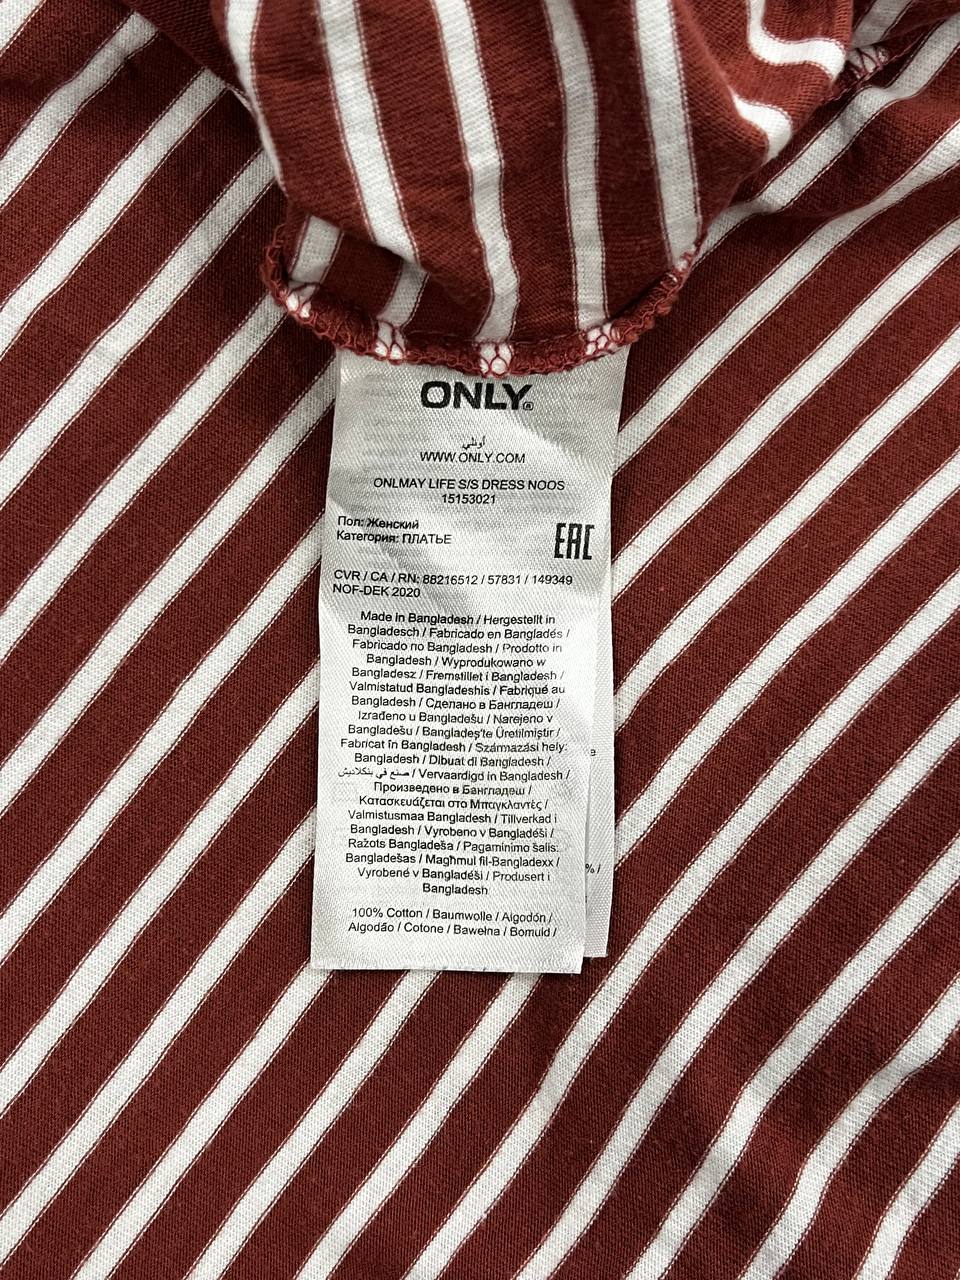 ONLY®
أونلي
WWW.ONLY.COM
ONLMAY LIFE S/S DRESS NOOS
15153021
Пол: Женский
Категория: ПЛАТЬЕ
EAC
CVR / CA / RN: 88216512 / 57831 / 149349
NOF-DEK 2020
Made in Bangladesh / Hergestellt in
Bangladesch / Fabricado en Bangladés /
Fabricado no Bangladesh / Prodotto in
Bangladesh / Wyprodukowano w
Bangladesz / Fremstillet i Bangladesh /
Valmistatud Bangladeshis / Fabriqué au
Bangladesh / Сделано в Бангладеш /
Izrađeno u Bangladešu / Narejeno v
Bangladešu / Bangladeş'te Üretilmiştir /
Fabricat în Bangladesh / Származási hely:
Bangladesh / Dibuat di Bangladesh /
صنع في بنكلاديش / Vervaardigd in Bangladesh /
Произведено в Бангладеш /
Κατασκευάζεται στο Μπαγκλαντές /
Valmistusmaa Bangladesh / Tillverkad i
Bangladesh / Vyrobeno v Bangladéši /
Ražots Bangladeša / Pagaminimo šalis:
Bangladešas / Magħmul fil-Bangladexx /
Vyrobené v Bangladéši / Produsert i
Bangladesh
100% Cotton / Baumwolle / Algodón /
Algodão / Cotone / Bawełna / Bomuld /
e
% /